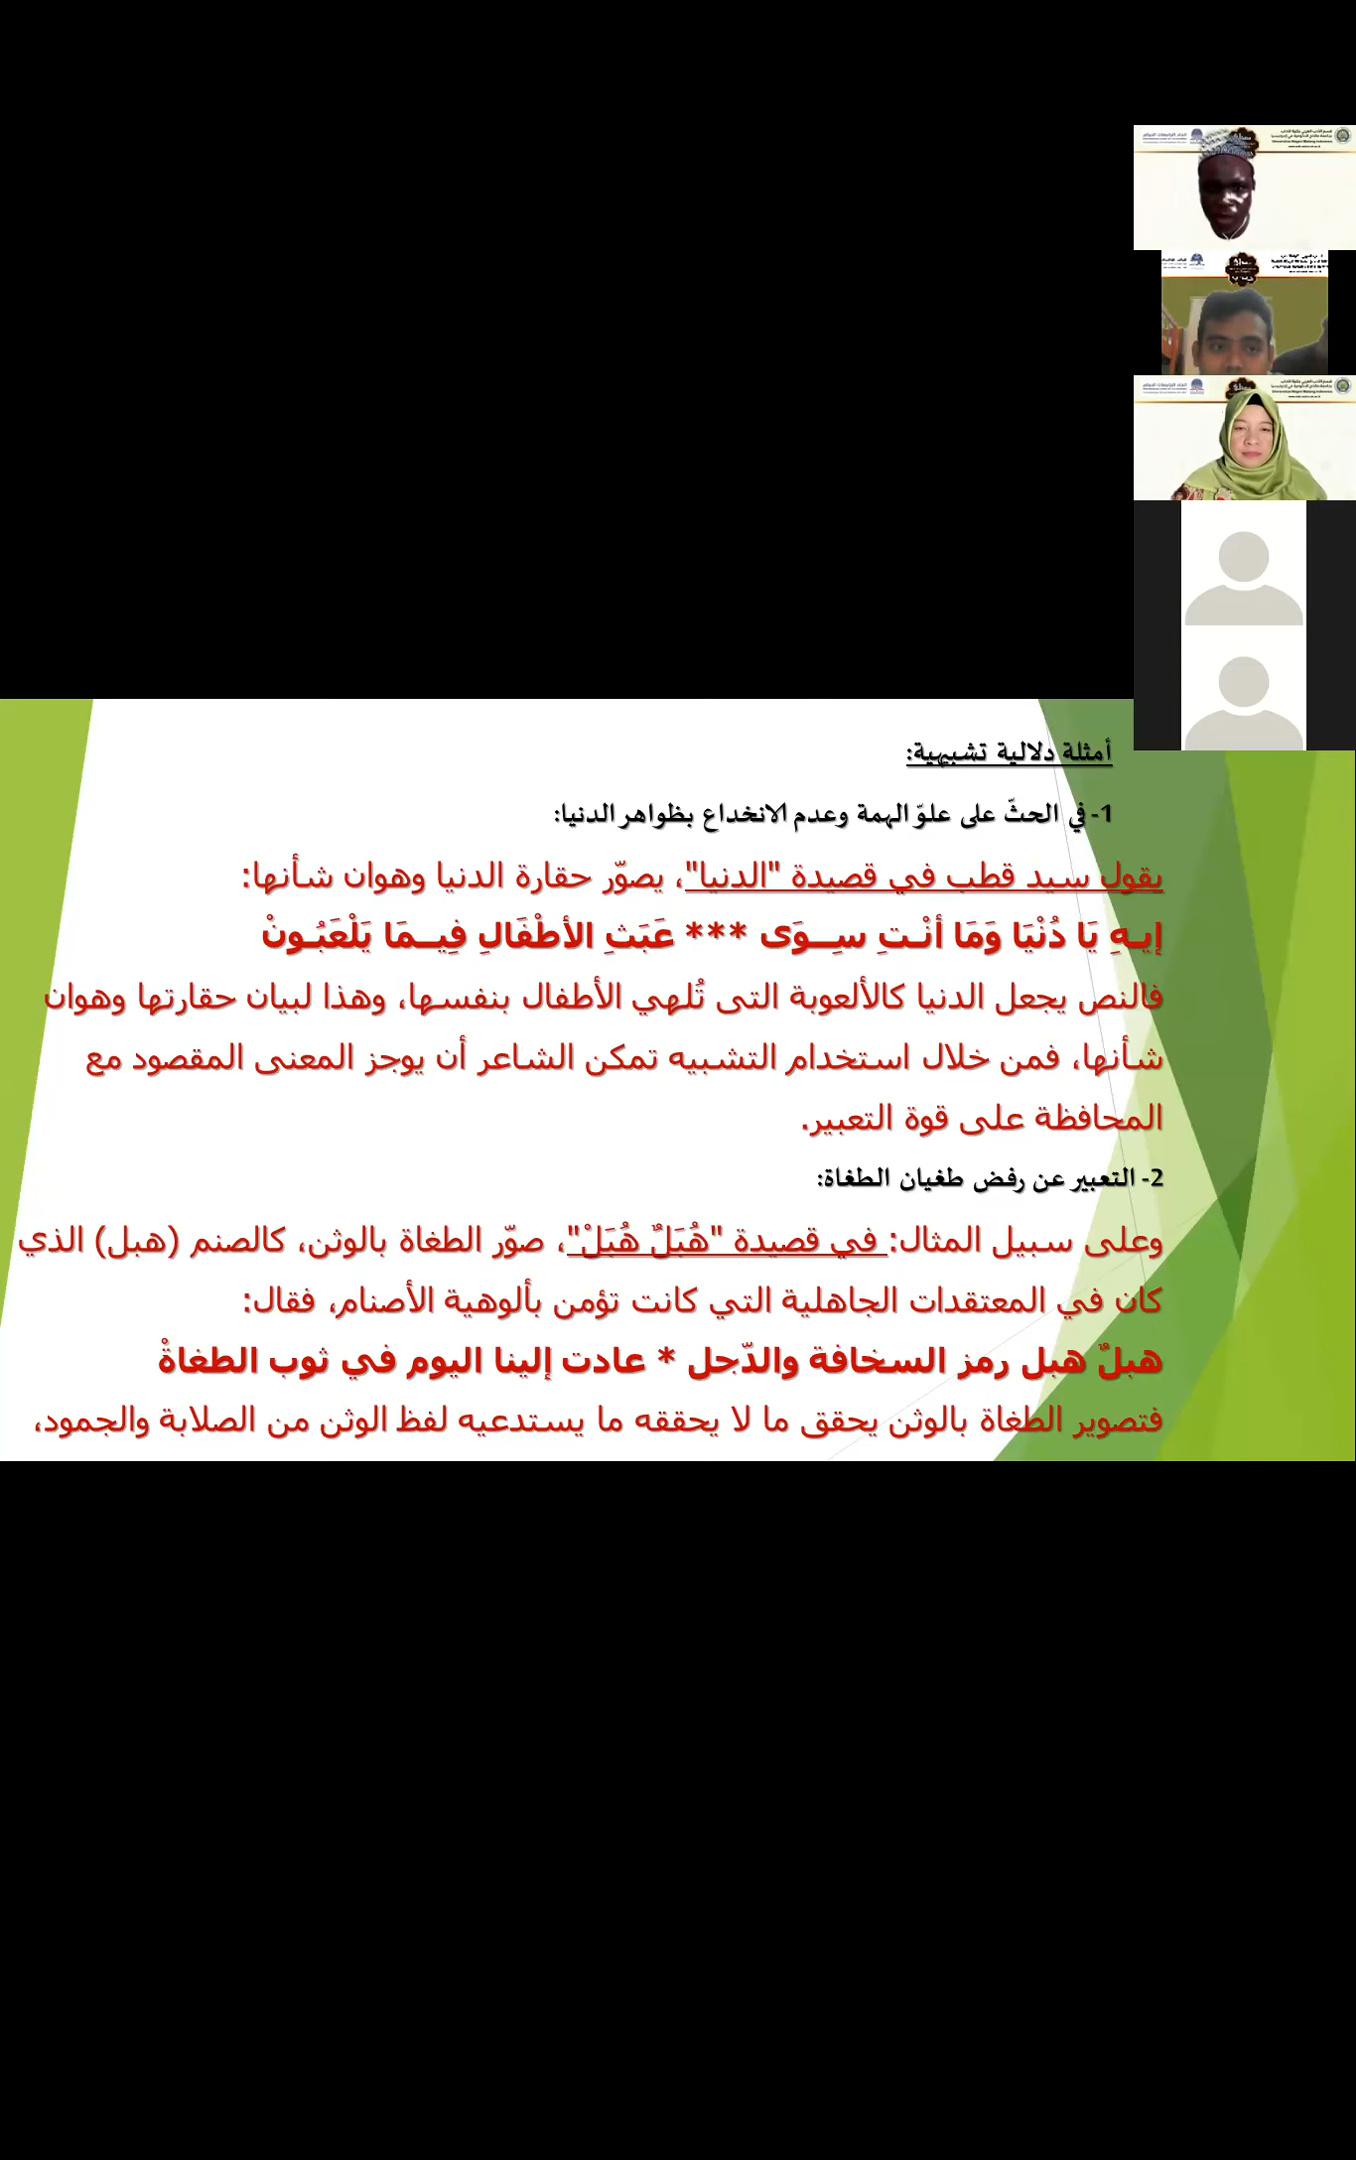 أمثلة دلالية تشبيهية:
1- في الحثّ على علوّ الهمة وعدم الانخداع بظواهر الدنيا:
يقول سيد قطب في قصيدة "الدنيا"، يصوّر حقارة الدنيا وهوان شأنها:
إيـهِ يَا دُنْيَا وَمَا أنْـتِ سِــوَى *** عَبَثِ الأطْفَالِ فِيــمَا يَلْعَبُـونْ
فالنص يجعل الدنيا كالألعوبة التى تُلهي الأطفال بنفسها، وهذا لبيان حقارتها وهوان
شأنها، فمن خلال استخدام التشبيه تمكن الشاعر أن يوجز المعنى المقصود مع
المحافظة على قوة التعبير.
2- التعبير عن رفض طغيان الطغاة:
وعلى سبيل المثال: في قصيدة "هُبَلٌ هُبَلْ"، صوّر الطغاة بالوثن، كالصنم (هبل) الذي
كان في المعتقدات الجاهلية التي كانت تؤمن بألوهية الأصنام، فقال:
هبلٌ هبل رمز السخافة والدّجل * عادت إلينا اليوم في ثوب الطغاةْ
فتصوير الطغاة بالوثن يحقق ما لا يحققه ما يستدعيه لفظ الوثن من الصلابة والجمود،